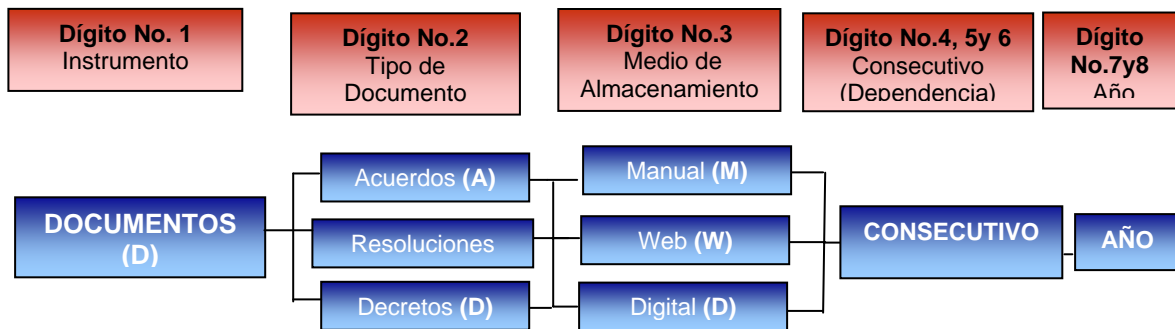 Dígito No. 1
Instrumento
Dígito No.2
Tipo de
Documento
Dígito No.3
Medio de
Almacenamiento
Dígito No.4, 5y 6
Consecutivo
(Dependencia)
Dígito
No.7y8
Año
DOCUMENTOS
(D)
Acuerdos (A)
Resoluciones
Decretos (D)
Manual (M)
Web (W)
Digital (D)
CONSECUTIVO
AÑO